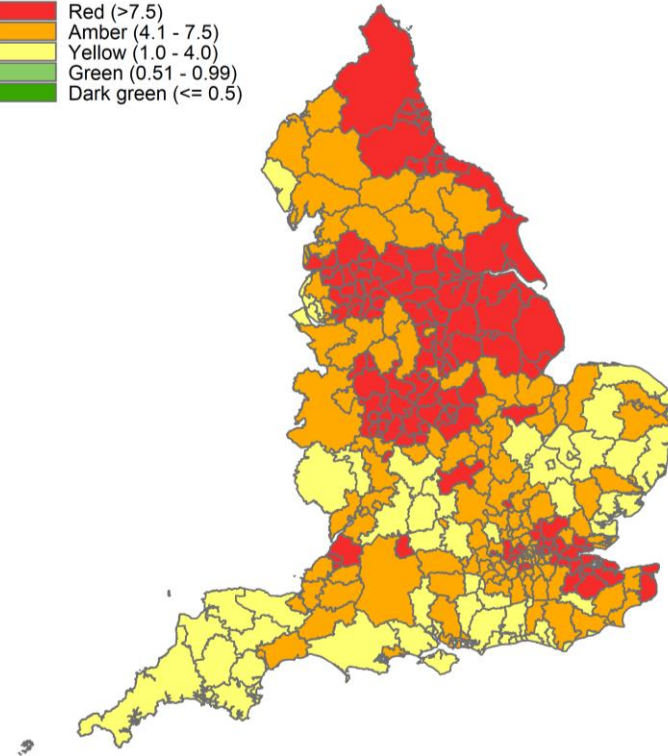 Red (>7.5)
Amber (4.1 - 7.5)
Yellow (1.0 - 4.0)
Green (0.51 - 0.99)
Dark green (<= 0.5)